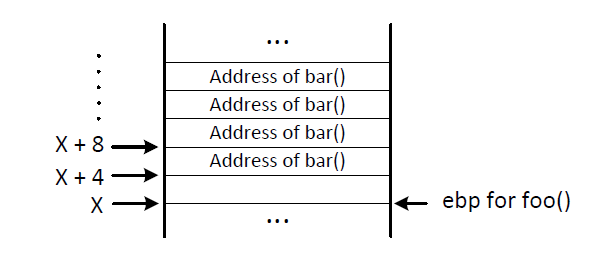 ...
Address of bar()
Address of bar()
Address of bar()
X + 8
Address of bar()
X + 4
X
ebp for foo()
...